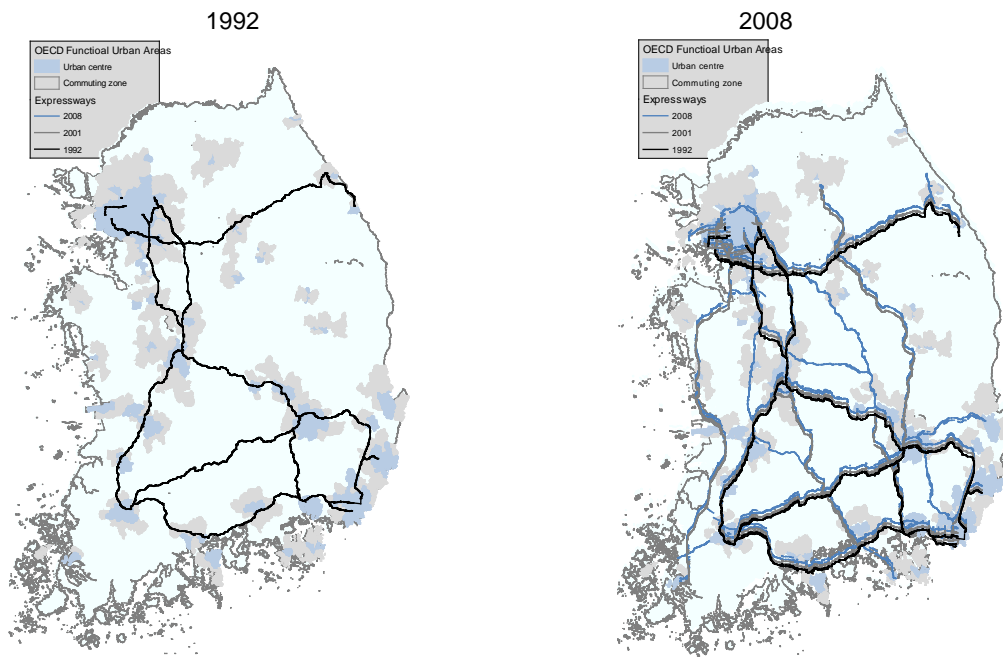 1992
OECD Functioal Urban Areas
Urban centre
Commuting zone
Expressways
2008
2001
1992
2008
OECD Functioal Urban Areas
Urban centre
Commuting zone
Expressways
2008
2001
1992